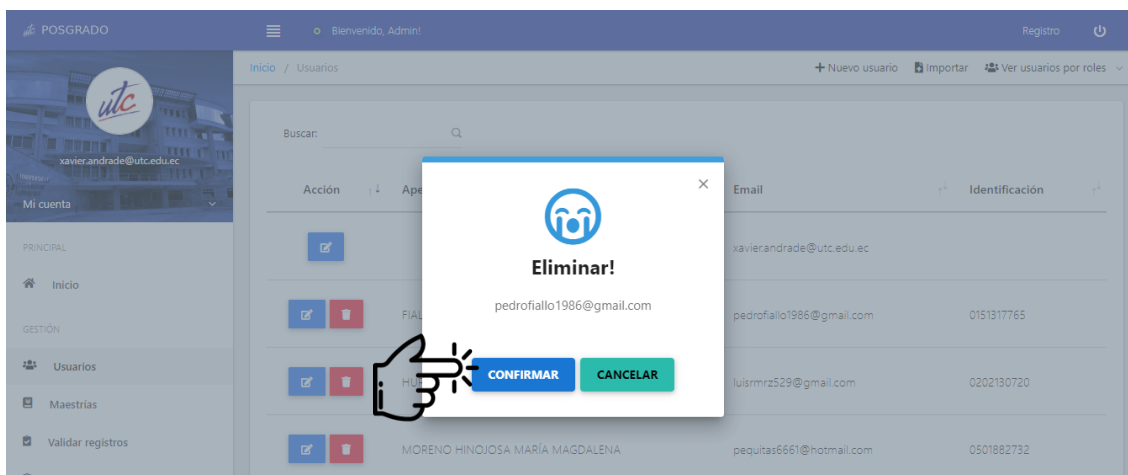 POSGRADO
Bienvenido, Admin!
Registro
Inicio / Usuarios
+ Nuevo usuario Importar Ver usuarios por roles
utc
xavier.andrade@utc.edu.ec
Mi cuenta
Buscar:
Acción Ape Email Identificación
PRINCIPAL
Inicio
GESTIÓN
Usuarios
Maestrías
Validar registros
xavier.andrade@utc.edu.ec
FIAL pedrofiallo1986@gmail.com 0151317765
luisrmrz529@gmail.com 0202130720
MORENO HINOJOSA MARÍA MAGDALENA pequitas6661@hotmail.com 0501882732
×
Eliminar!
pedrofiallo1986@gmail.com
CONFIRMAR CANCELAR